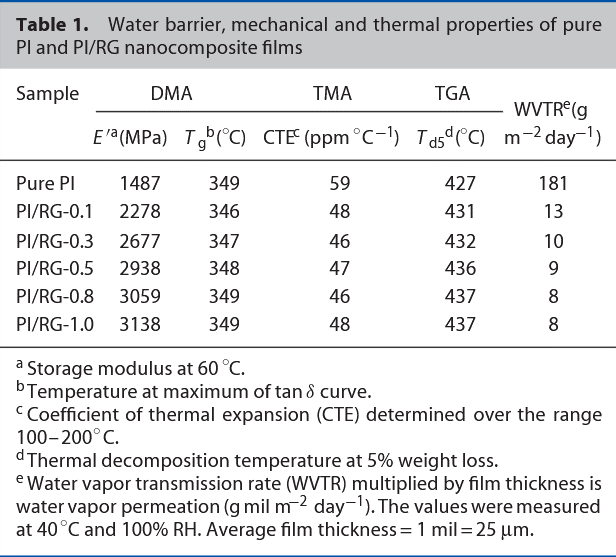 Table 1. Water barrier, mechanical and thermal properties of pure
PI and PI/RG nanocomposite films
Sample DMA TMA TGA WVTRᵉ(g
E′ᵃ(MPa) T_gᵇ(°C) CTEᶜ(ppm °C⁻¹) T_d5ᵈ(°C) m⁻² day⁻¹)
Pure PI 1487 349 59 427 181
PI/RG-0.1 2278 346 48 431 13
PI/RG-0.3 2677 347 46 432 10
PI/RG-0.5 2938 348 47 436 9
PI/RG-0.8 3059 349 46 437 8
PI/RG-1.0 3138 349 48 437 8
ᵃ Storage modulus at 60 °C.
ᵇ Temperature at maximum of tan δ curve.
ᶜ Coefficient of thermal expansion (CTE) determined over the range
100–200°C.
ᵈ Thermal decomposition temperature at 5% weight loss.
ᵉ Water vapor transmission rate (WVTR) multiplied by film thickness is
water vapor permeation (g mil m⁻² day⁻¹). The values were measured
at 40 °C and 100% RH. Average film thickness = 1 mil = 25 μm.